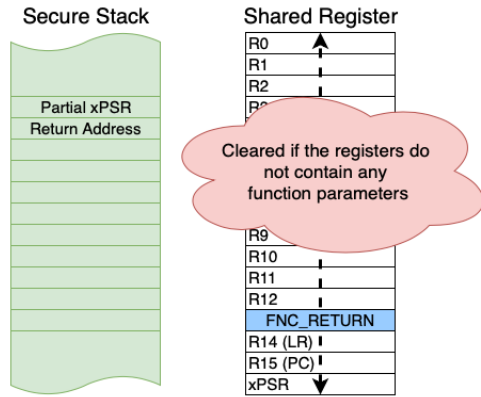 Secure Stack
Partial xPSR
Return Address
Shared Register
R0
R1
R2
Cleared if the registers do
not contain any
function parameters
R9
R10
R11
R12
FNC_RETURN
R14 (LR)
R15 (PC)
xPSR